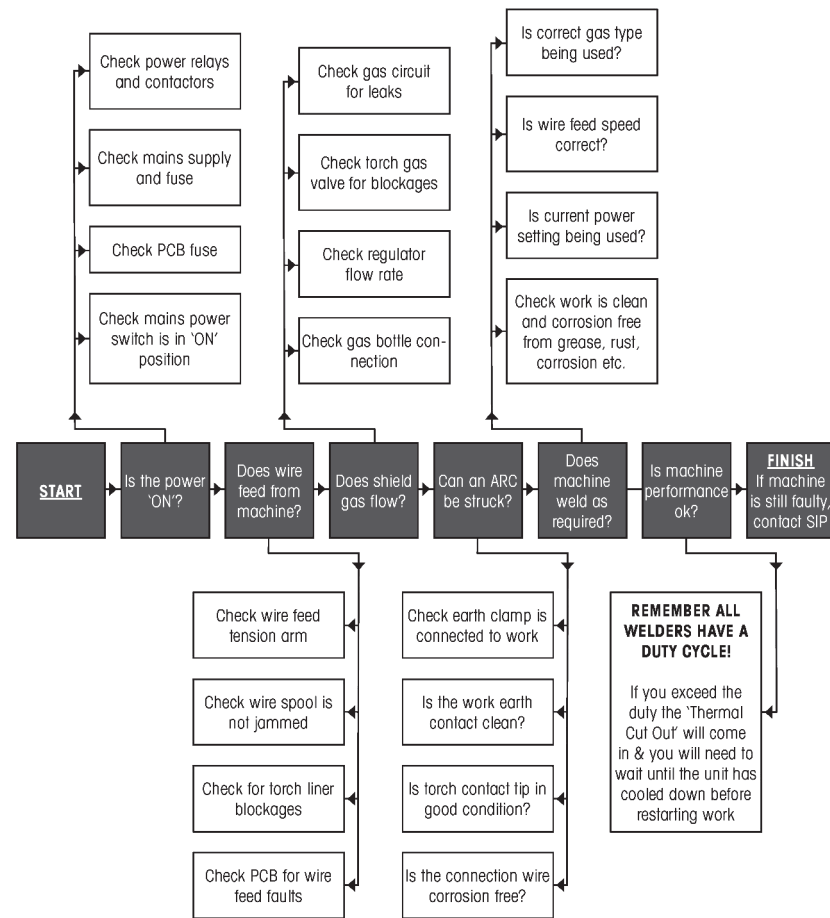 Check power relays
and contactors
Check mains supply
and fuse
Check PCB fuse
Check mains power
switch is in ‘ON’
position
Check gas circuit
for leaks
Check torch gas
valve for blockages
Check regulator
flow rate
Check gas bottle con-
nection
Is correct gas type
being used?
Is wire feed speed
correct?
Is current power
setting being used?
Check work is clean
and corrosion free
from grease, rust,
corrosion etc.
START
Is the power
‘ON’?
Does wire
feed from
machine?
Does shield
gas flow?
Can an ARC
be struck?
Does
machine
weld as
required?
Is machine
performance
ok?
FINISH
If machine
is still faulty,
contact SIP
Check wire feed
tension arm
Check wire spool is
not jammed
Check for torch liner
blockages
Check PCB for wire
feed faults
Check earth clamp is
connected to work
Is the work earth
contact clean?
Is torch contact tip in
good condition?
Is the connection wire
corrosion free?
REMEMBER ALL
WELDERS HAVE A
DUTY CYCLE!
If you exceed the
duty the ‘Thermal
Cut Out’ will come
in & you will need to
wait until the unit has
cooled down before
restarting work